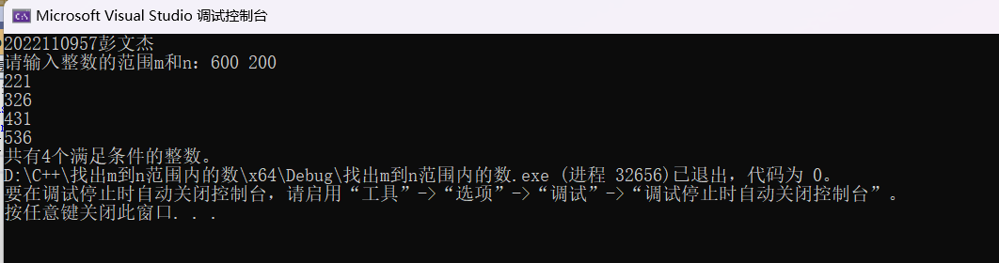 Microsoft Visual Studio 调试控制台
2022110957彭文杰
请输入整数的范围m和n：600 200
221
326
431
536
共有4个满足条件的整数。
D:\C++\找出m到n范围内的数\x64\Debug\找出m到n范围内的数.exe (进程 32656)已退出，代码为 0。
要在调试停止时自动关闭控制台，请启用“工具”->“选项”->“调试”->“调试停止时自动关闭控制台”。
按任意键关闭此窗口. . .